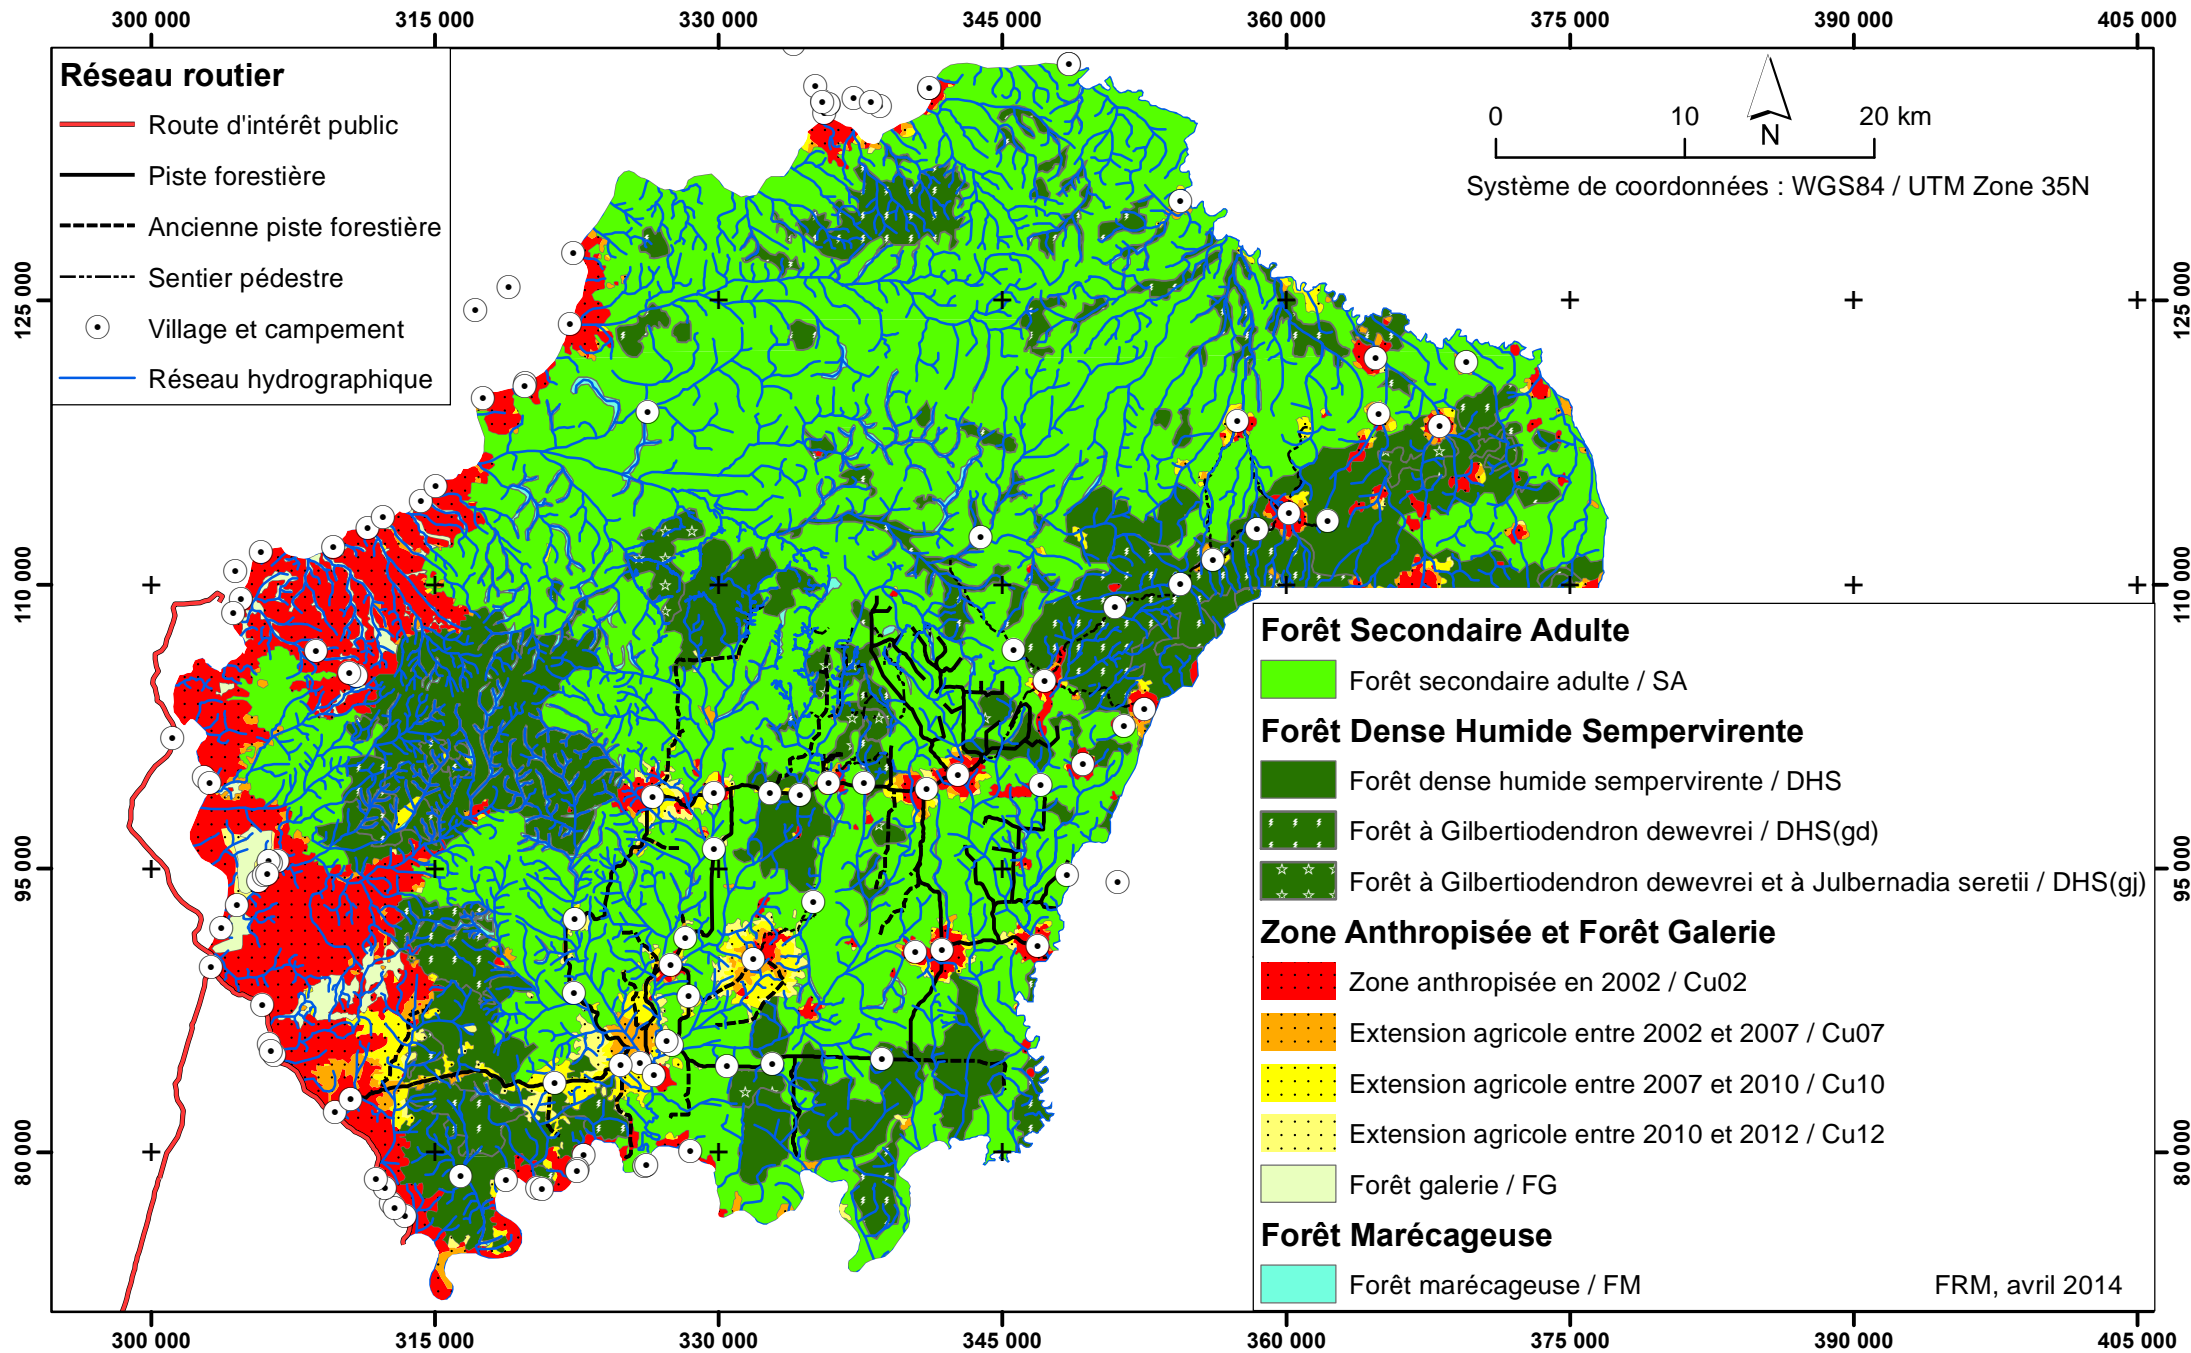 300 000 315 000 330 000 345 000 360 000 375 000 390 000 405 000
Réseau routier
Route d'intérêt public
Piste forestière
Ancienne piste forestière
Sentier pédestre
Village et campement
Réseau hydrographique
0 10 20 km
N
Système de coordonnées : WGS84 / UTM Zone 35N
125 000 125 000
110 000 110 000
95 000 95 000
80 000 80 000
Forêt Secondaire Adulte
Forêt secondaire adulte / SA
Forêt Dense Humide Sempervirente
Forêt dense humide sempervirente / DHS
Forêt à Gilbertiodendron dewevrei / DHS(gd)
Forêt à Gilbertiodendron dewevrei et à Julbernadia seretii / DHS(gj)
Zone Anthropisée et Forêt Galerie
Zone anthropisée en 2002 / Cu02
Extension agricole entre 2002 et 2007 / Cu07
Extension agricole entre 2007 et 2010 / Cu10
Extension agricole entre 2010 et 2012 / Cu12
Forêt galerie / FG
Forêt Marécageuse
Forêt marécageuse / FM
FRM, avril 2014
300 000 315 000 330 000 345 000 360 000 375 000 390 000 405 000